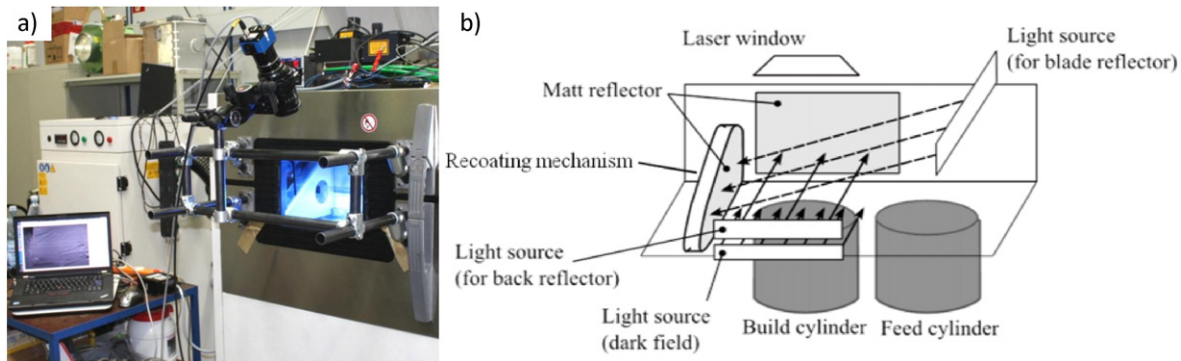 a)
b)
Laser window
Light source
(for blade reflector)
Matt reflector
Recoating mechanism
Light source
(for back reflector)
Light source
(dark field)
Build cylinder
Feed cylinder